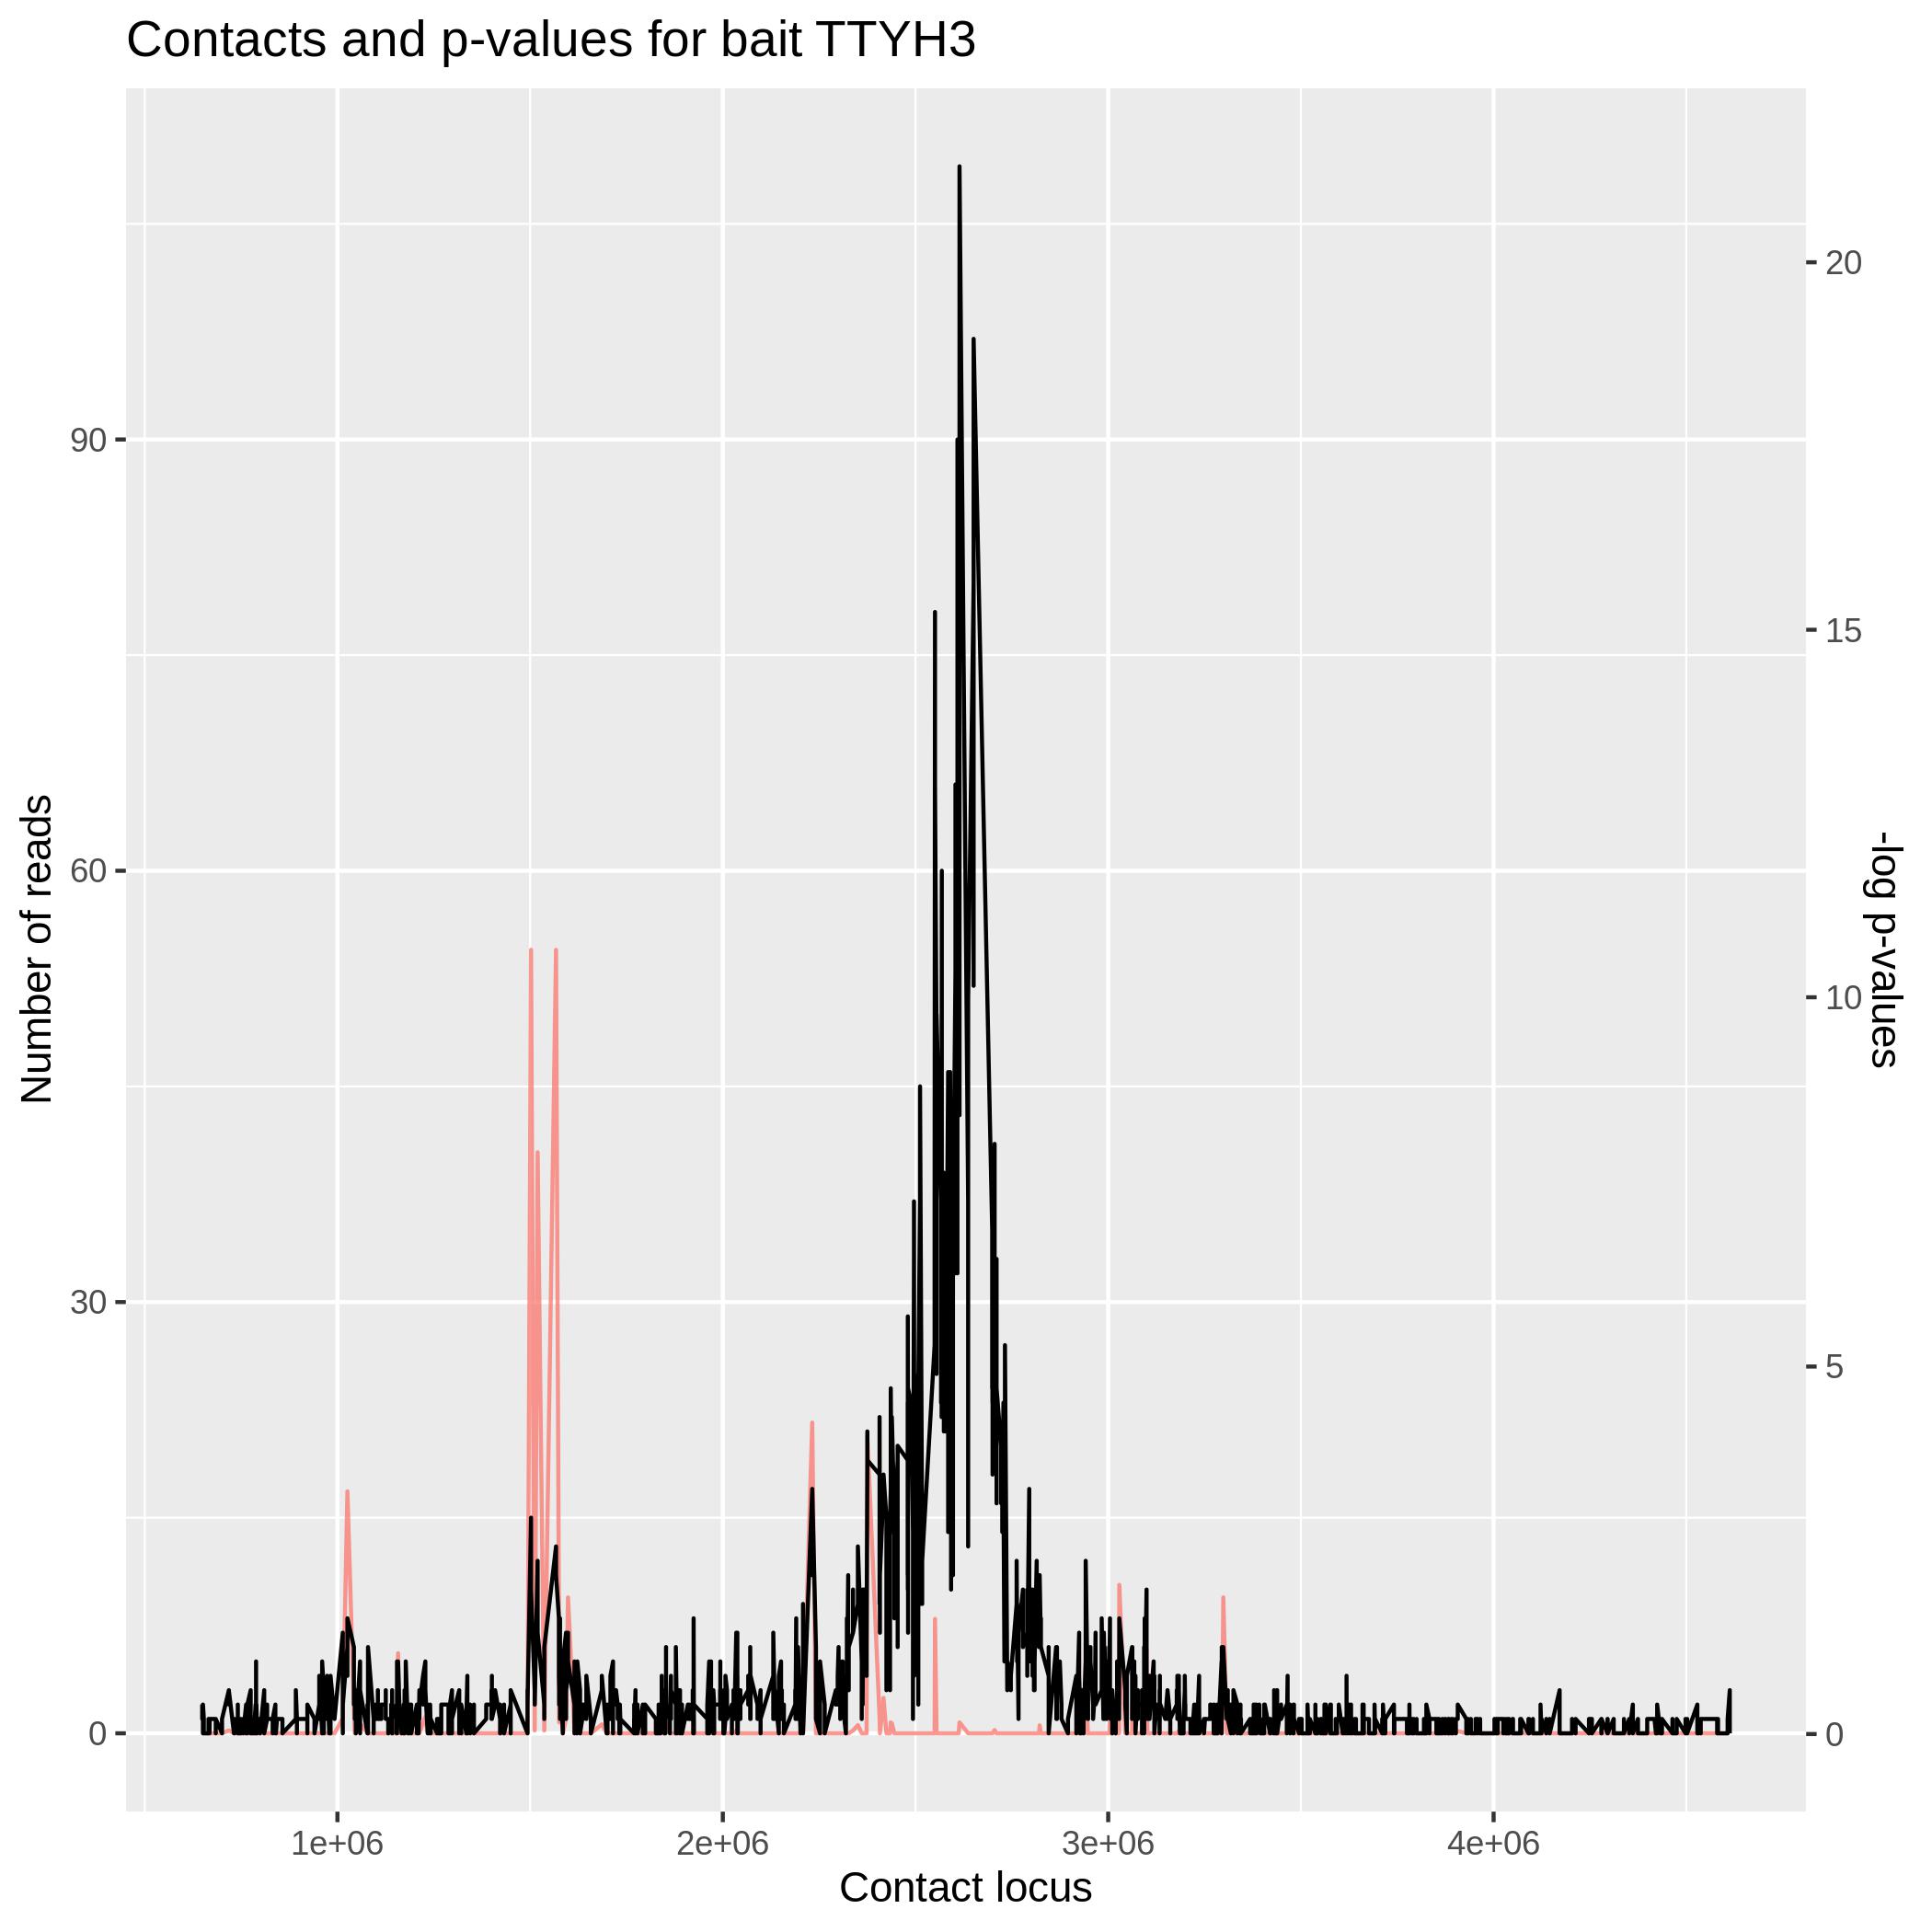 Contacts and p-values for bait TTYH3
Number of reads
90
60
30
0
20
15
10
5
0
-log p-values
1e+06
2e+06
3e+06
4e+06
Contact locus